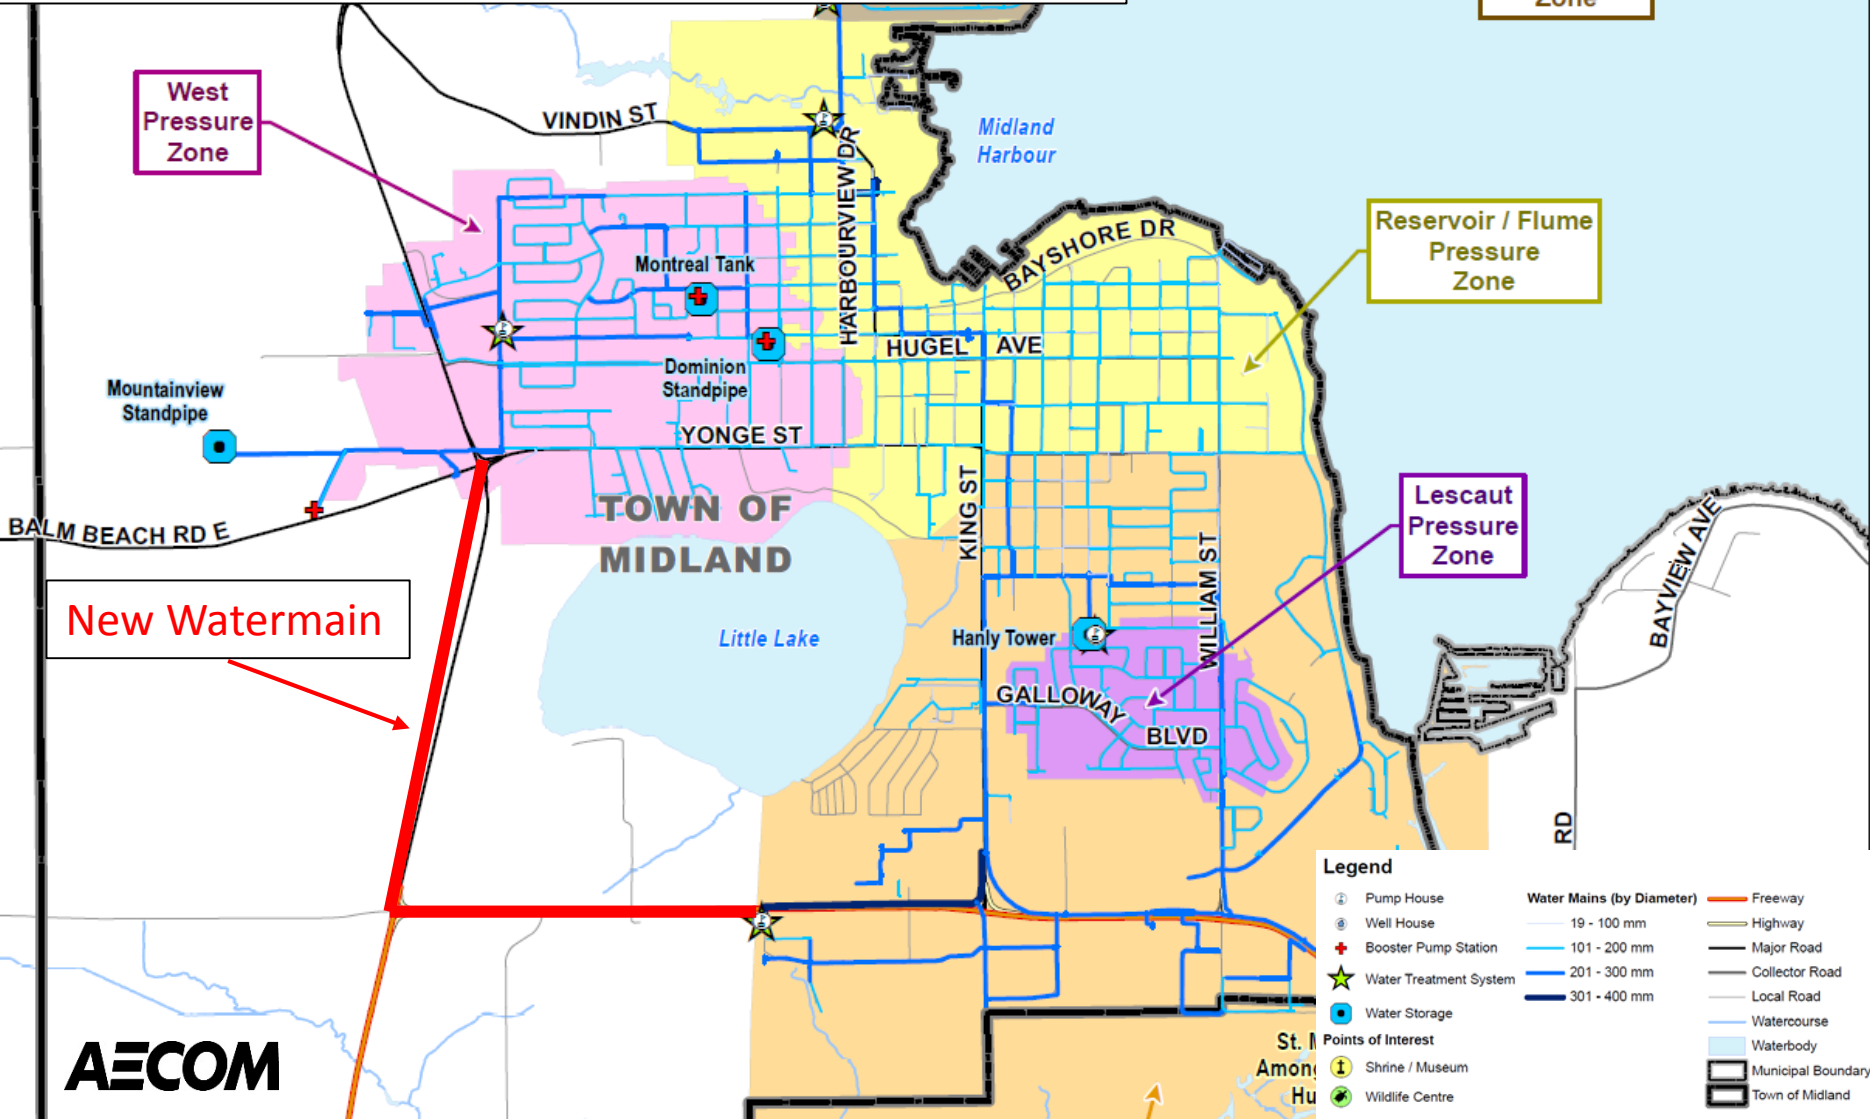 Zone
West
Pressure
Zone
VINDIN ST
Midland
Harbour
HARBOURVIEW DR
Reservoir / Flume
Pressure
Zone
BAYSHORE DR
Montreal Tank
HUGEL AVE
Dominion
Standpipe
Mountainview
Standpipe
YONGE ST
KING ST
Lescaut
Pressure
Zone
TOWN OF
MIDLAND
BALM BEACH RD E
WILLIAM ST
BAYVIEW AVE
New Watermain
Little Lake
Hanly Tower
GALLOWAY
BLVD
RD
AECOM
St.
Among
Hu
Legend
Pump House
Well House
Booster Pump Station
Water Treatment System
Water Storage
Points of Interest
Shrine / Museum
Wildlife Centre
Water Mains (by Diameter)
19 - 100 mm
101 - 200 mm
201 - 300 mm
301 - 400 mm
Freeway
Highway
Major Road
Collector Road
Local Road
Watercourse
Waterbody
Municipal Boundary
Town of Midland